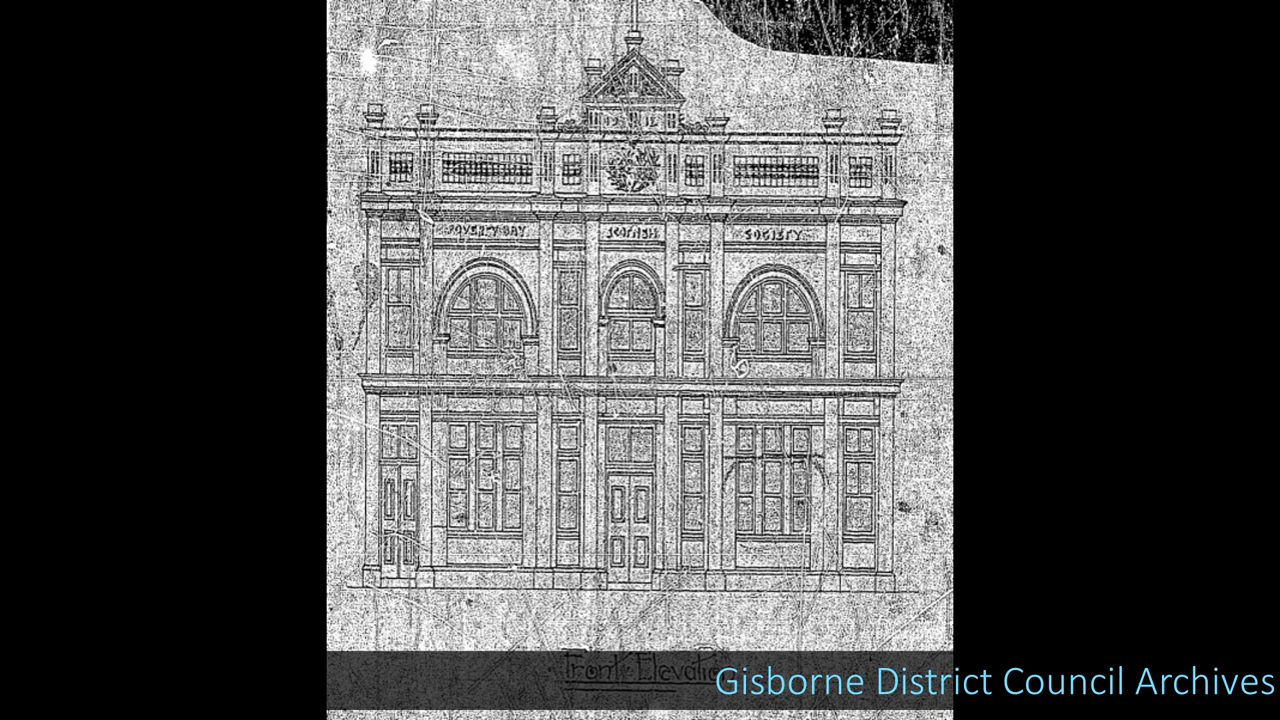 1912
POVERTY BAY SCOTTISH SOCIETY
Front Elevation
Gisborne District Council Archives